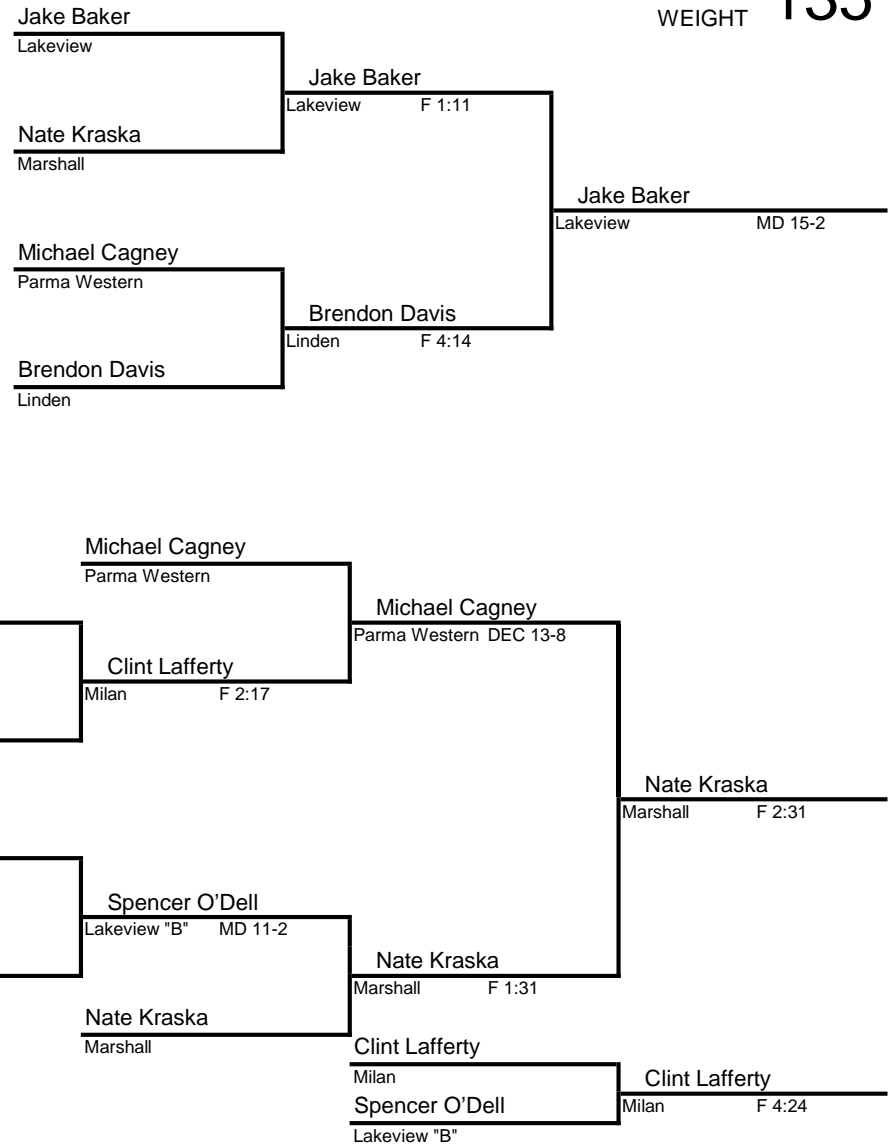 WEIGHT 135
Jake Baker
Lakeview
Jake Baker
Lakeview F 1:11
Nate Kraska
Marshall
Jake Baker
Lakeview MD 15-2
Michael Cagney
Parma Western
Brendon Davis
Linden F 4:14
Brendon Davis
Linden
Michael Cagney
Parma Western
Michael Cagney
Parma Western DEC 13-8
Clint Lafferty
Milan F 2:17
Nate Kraska
Marshall F 2:31
Spencer O’Dell
Lakeview "B" MD 11-2
Nate Kraska
Marshall F 1:31
Nate Kraska
Marshall
Clint Lafferty
Milan
Clint Lafferty
Milan F 4:24
Spencer O’Dell
Lakeview "B"